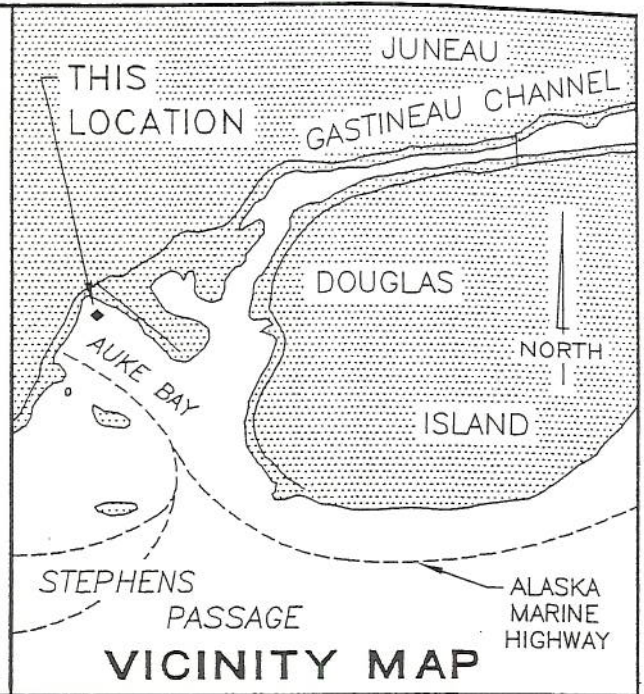 JUNEAU
THIS
LOCATION
GASTINEAU CHANNEL
DOUGLAS
NORTH
AUKE BAY
ISLAND
STEPHENS
PASSAGE
ALASKA
MARINE
HIGHWAY
VICINITY MAP